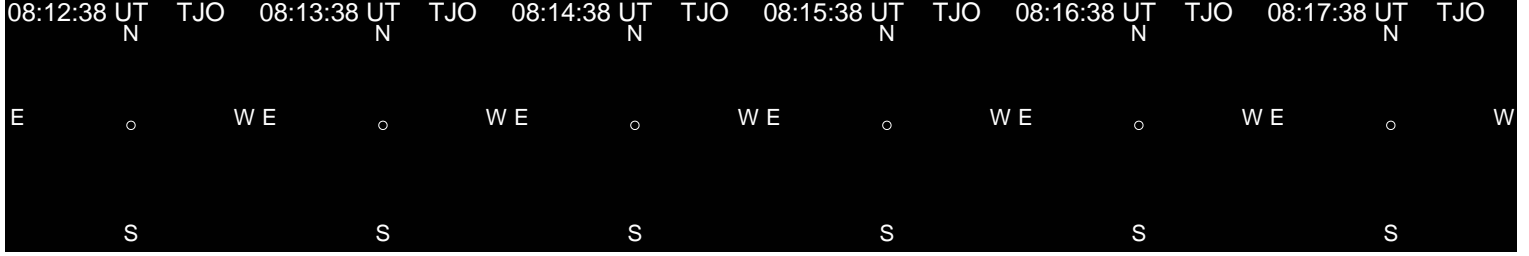 08:12:38 UT TJO 08:13:38 UT TJO 08:14:38 UT TJO 08:15:38 UT TJO 08:16:38 UT TJO 08:17:38 UT TJO
N N N N N N
E W E W E W E W E W E W
S S S S S S